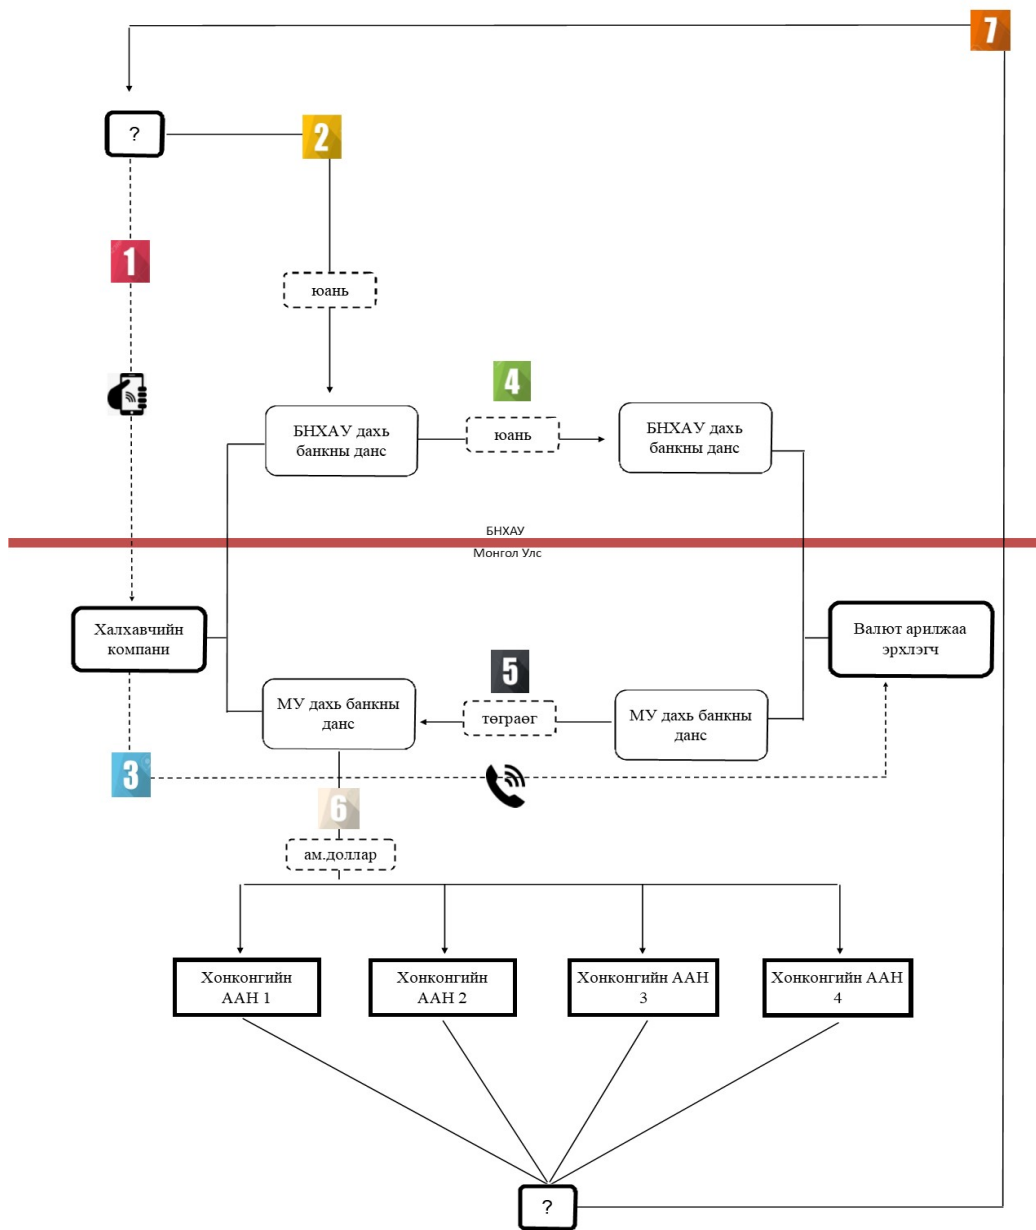 7
?
2
1
юань
4
БНХАУ дахь
банкны данс
юань
БНХАУ дахь
банкны данс
БНХАУ
Монгол Улс
Халхавчийн
компани
Валют арилжаа
эрхлэгч
5
МУ дахь банкны
данс
төграөг
МУ дахь банкны
данс
3
6
ам.доллар
Хонконгийн
ААН 1
Хонконгийн
ААН 2
Хонконгийн ААН
3
Хонконгийн ААН
4
?